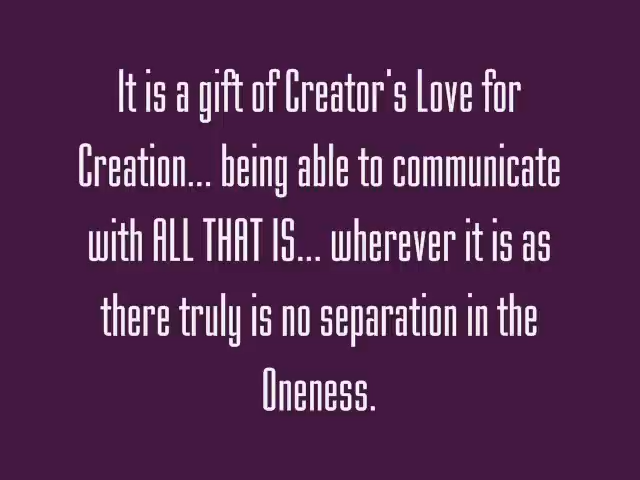 It is a gift of Creator's Love for
Creation... being able to communicate
with ALL THAT IS... wherever it is as
there truly is no separation in the
Oneness.